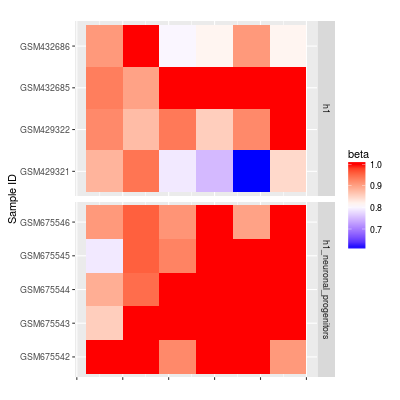 Sample ID
GSM432686
GSM432685
GSM429322
GSM429321
h1
GSM675546
GSM675545
GSM675544
GSM675543
GSM675542
h1_neuronal_progenitors
beta
1.0
0.9
0.8
0.7